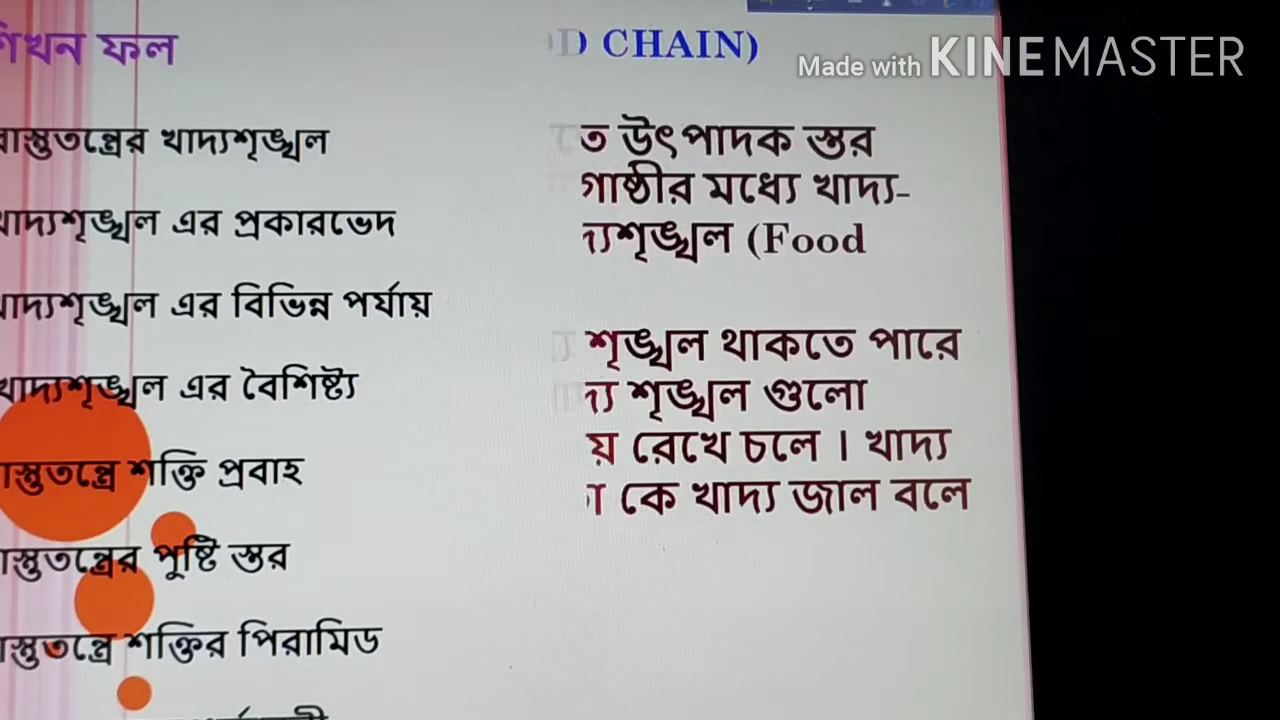 শিখন ফল
বাস্তুতন্ত্রের খাদ্যশৃঙ্খল
খাদ্যশৃঙ্খল এর প্রকারভেদ
খাদ্যশৃঙ্খল এর বিভিন্ন পর্যায়
খাদ্যশৃঙ্খল এর বৈশিষ্ট্য
বাস্তুতন্ত্রে শক্তি প্রবাহ
বাস্তুতন্ত্রের পুষ্টি স্তর
বাস্তুতন্ত্রে শক্তির পিরামিড
D CHAIN)
তে উৎপাদক স্তর
গোষ্ঠীর মধ্যে খাদ্য-
দ্যশৃঙ্খল (Food
শৃঙ্খল থাকতে পারে
দ্য শৃঙ্খল গুলো
য় রেখে চলে । খাদ্য
কে খাদ্য জাল বলে
Made with KINEMASTER